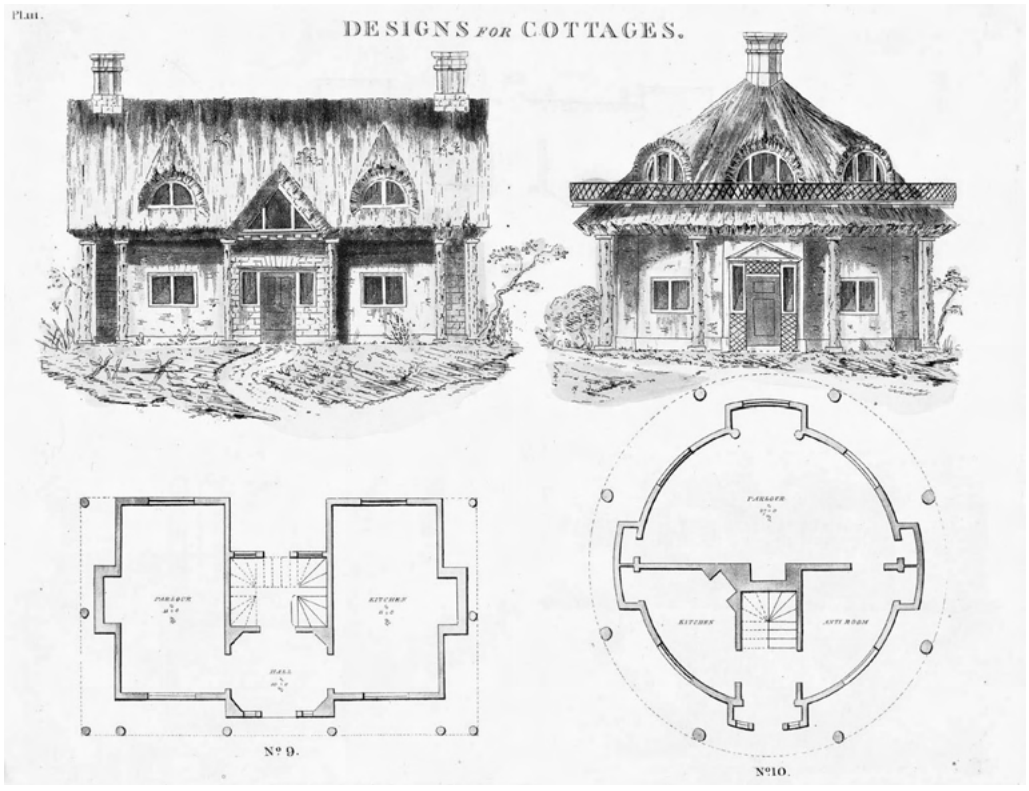 Pl.III.
DESIGNS FOR COTTAGES.
PARLOUR
KITCHEN
HALL
Nº 9.
PARLOUR
KITCHEN
ANTI ROOM
Nº10.